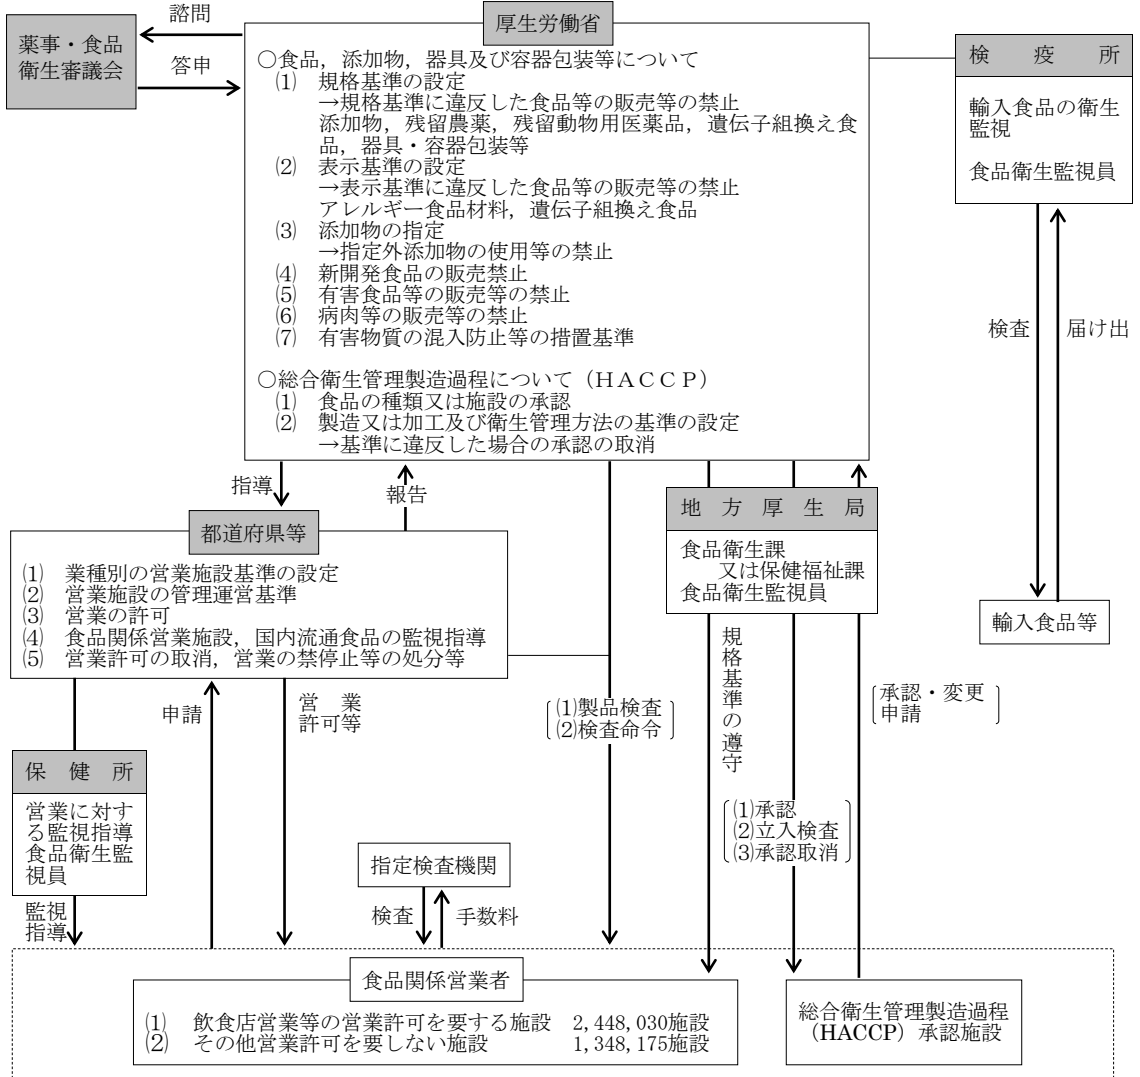 諮問
薬事・食品
衛生審議会
答申
厚生労働省
○食品，添加物，器具及び容器包装等について
⑴ 規格基準の設定
→規格基準に違反した食品等の販売等の禁止
添加物，残留農薬，残留動物用医薬品，遺伝子組換え食
品，器具・容器包装等
⑵ 表示基準の設定
→表示基準に違反した食品等の販売等の禁止
アレルギー食品材料，遺伝子組換え食品
⑶ 添加物の指定
→指定外添加物の使用等の禁止
⑷ 新開発食品の販売禁止
⑸ 有害食品等の販売等の禁止
⑹ 病肉等の販売等の禁止
⑺ 有害物質の混入防止等の措置基準
○総合衛生管理製造過程について（ＨＡＣＣＰ）
⑴ 食品の種類又は施設の承認
⑵ 製造又は加工及び衛生管理方法の基準の設定
→基準に違反した場合の承認の取消
検疫所
輸入食品の衛生
監視
食品衛生監視員
検査
届け出
輸入食品等
指導
報告
都道府県等
⑴ 業種別の営業施設基準の設定
⑵ 営業施設の管理運営基準
⑶ 営業の許可
⑷ 食品関係営業施設，国内流通食品の監視指導
⑸ 営業許可の取消，営業の禁停止等の処分等
地方厚生局
食品衛生課
又は保健福祉課
食品衛生監視員
申請
営業
許可等
⑴製品検査
⑵検査命令
規格基準の遵守
承認・変更
申請
⑴承認
⑵立入検査
⑶承認取消
保健所
営業に対す
る監視指導
食品衛生監
視員
監視
指導
指定検査機関
検査
手数料
食品関係営業者
⑴ 飲食店営業等の営業許可を要する施設 2,448,030施設
⑵ その他営業許可を要しない施設 1,348,175施設
総合衛生管理製造過程
（HACCP）承認施設